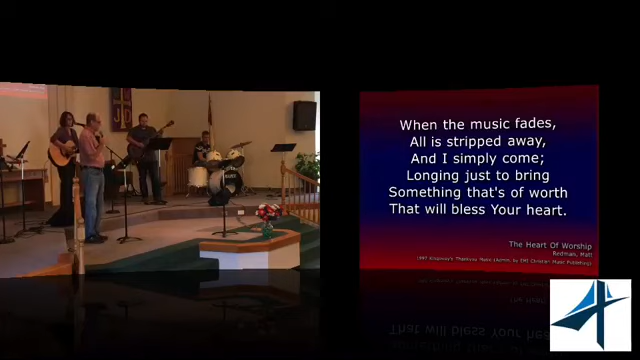 When the music fades,
All is stripped away,
And I simply come;
Longing just to bring
Something that's of worth
That will bless Your heart.
The Heart Of Worship
Redman, Matt